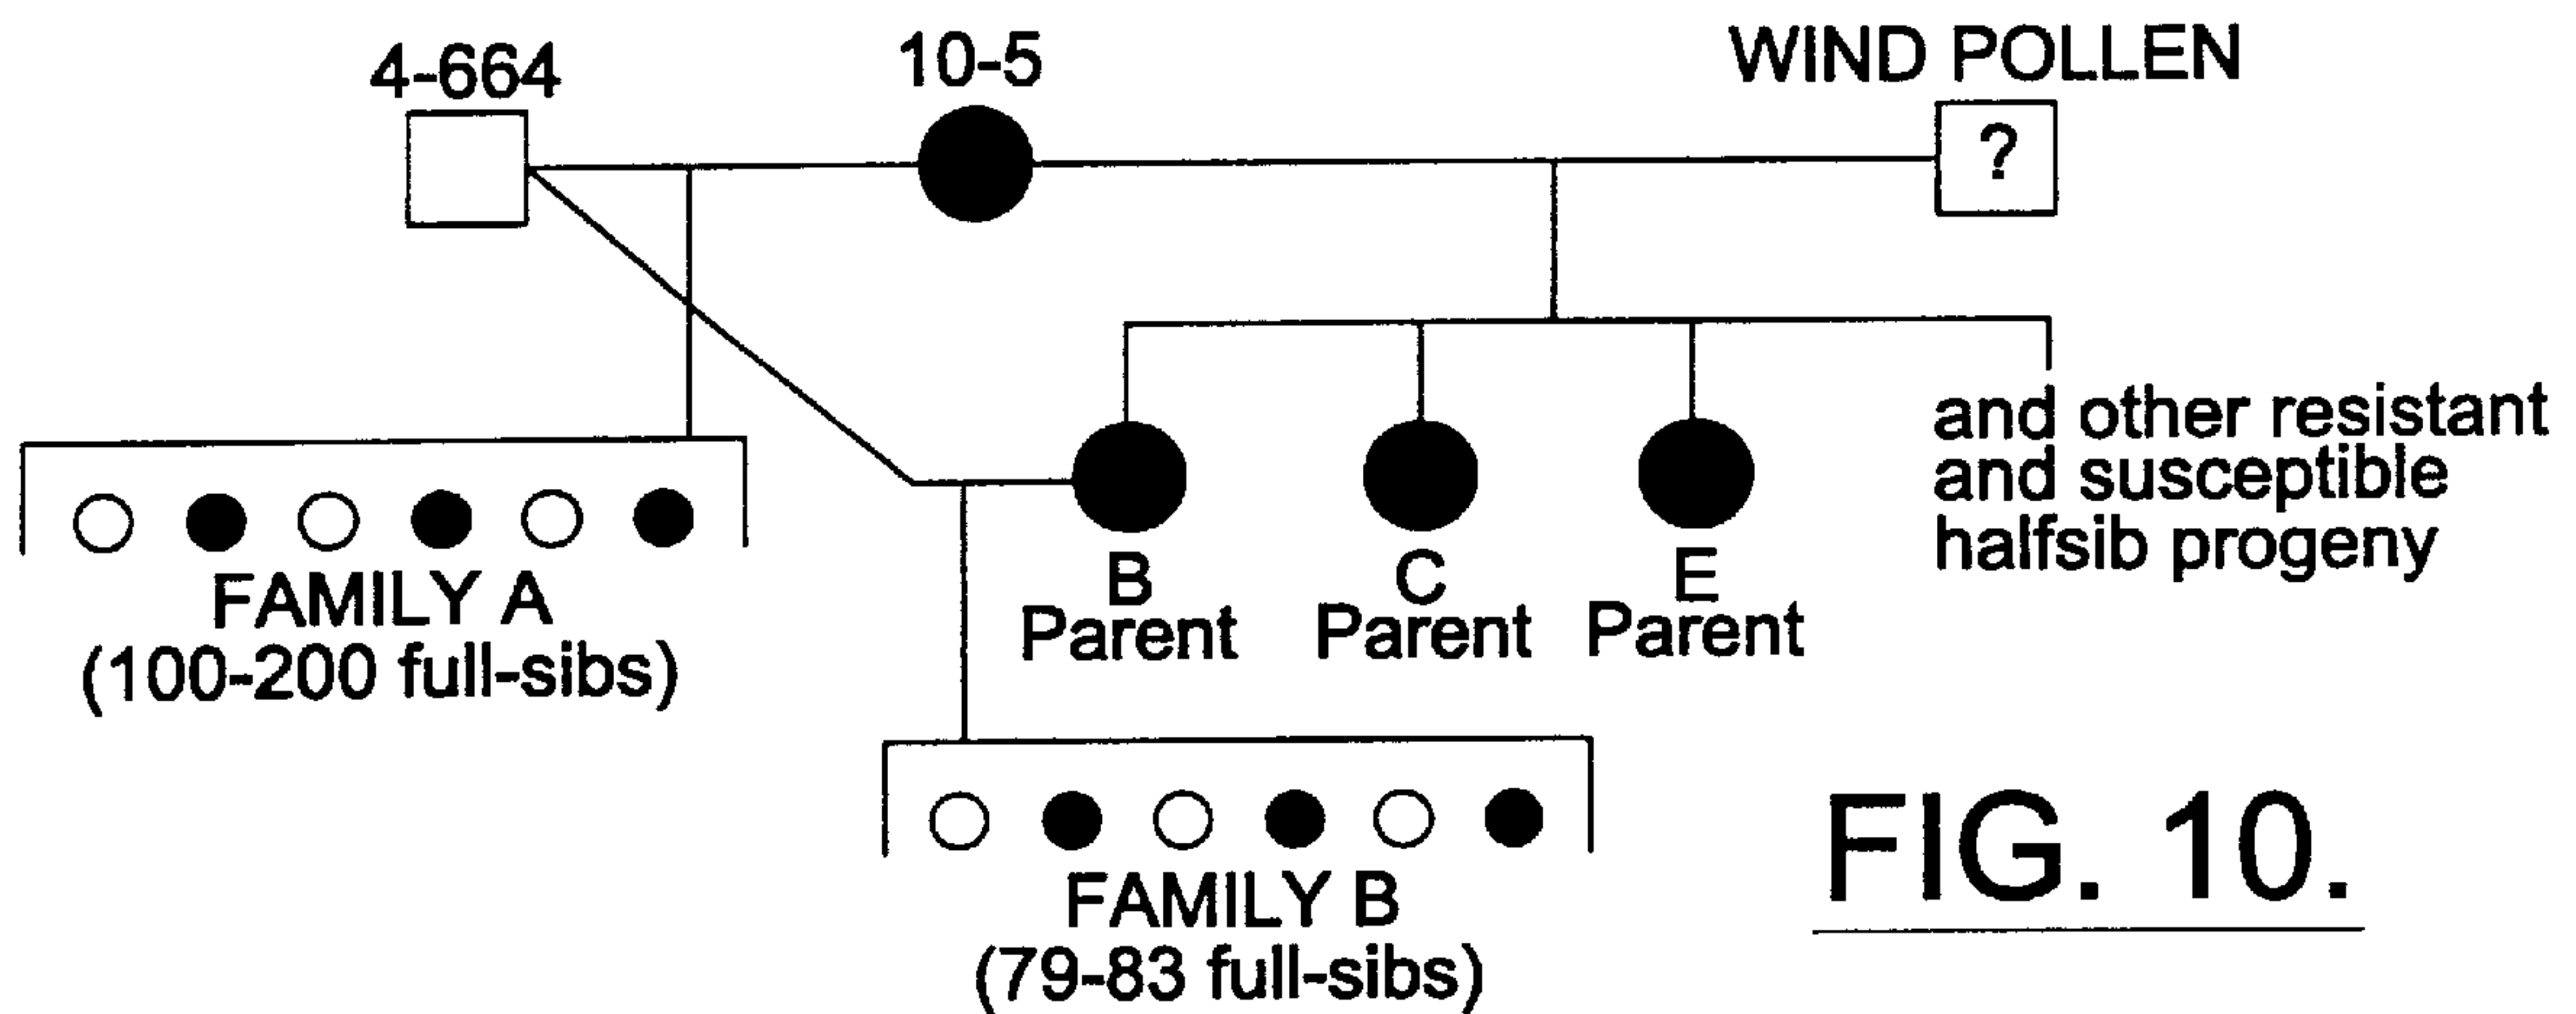 4-664
10-5
WIND POLLEN
?
and other resistant
and susceptible
halfsib progeny
B
Parent
C
Parent
E
Parent
FAMILY A
(100-200 full-sibs)
FAMILY B
(79-83 full-sibs)
FIG. 10.